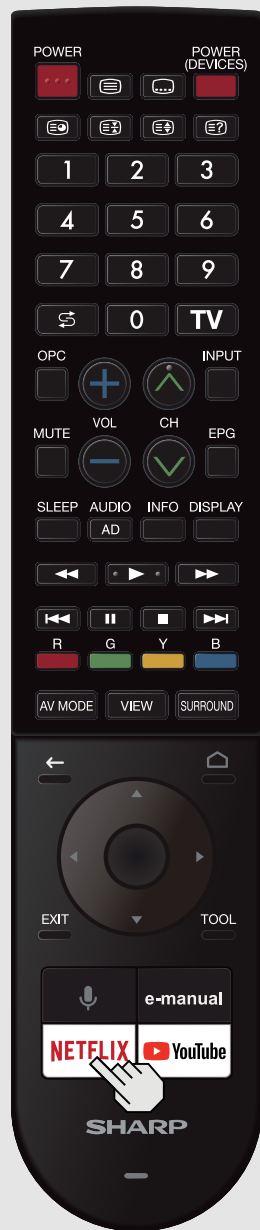 POWER
POWER
(DEVICES)
1 2 3
4 5 6
7 8 9
0 TV
OPC INPUT
MUTE VOL CH EPG
SLEEP AUDIO INFO DISPLAY
AD
R G Y B
AV MODE VIEW SURROUND
EXIT TOOL
e-manual
NETFLIX YouTube
SHARP